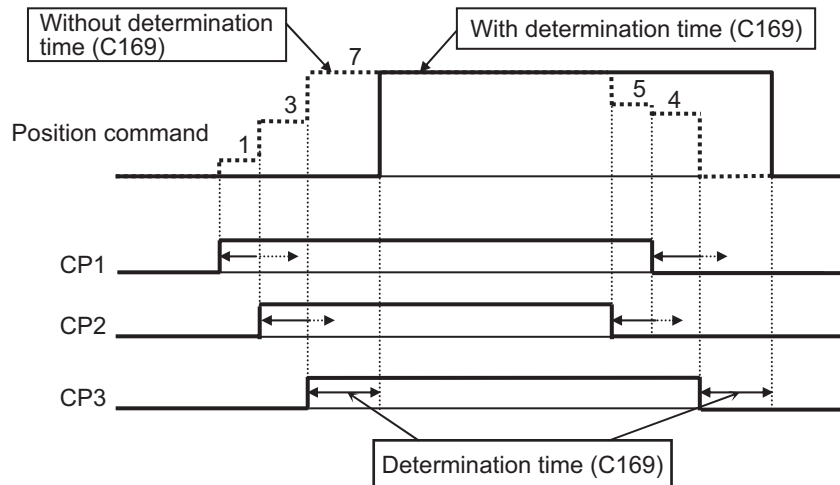 Without determination
time (C169)
With determination time (C169)
7
3
5
4
1
Position command
CP1
CP2
CP3
Determination time (C169)